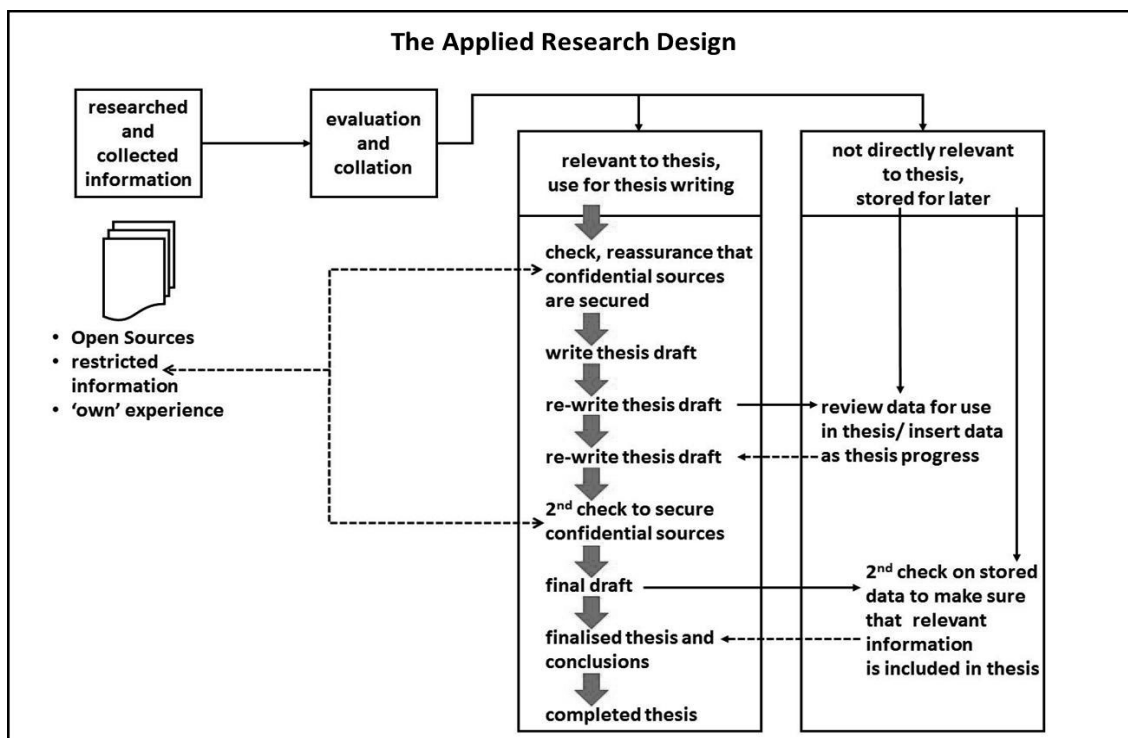 The Applied Research Design
researched
and
collected
information
evaluation
and
collation
relevant to thesis,
use for thesis writing
not directly relevant
to thesis,
stored for later
• Open Sources
• restricted
information
• ‘own’ experience
check, reassurance that
confidential sources
are secured
write thesis draft
re-write thesis draft
re-write thesis draft
2nd check to secure
confidential sources
final draft
finalised thesis and
conclusions
completed thesis
review data for use
in thesis/ insert data
as thesis progress
2nd check on stored
data to make sure
that relevant
information
is included in thesis